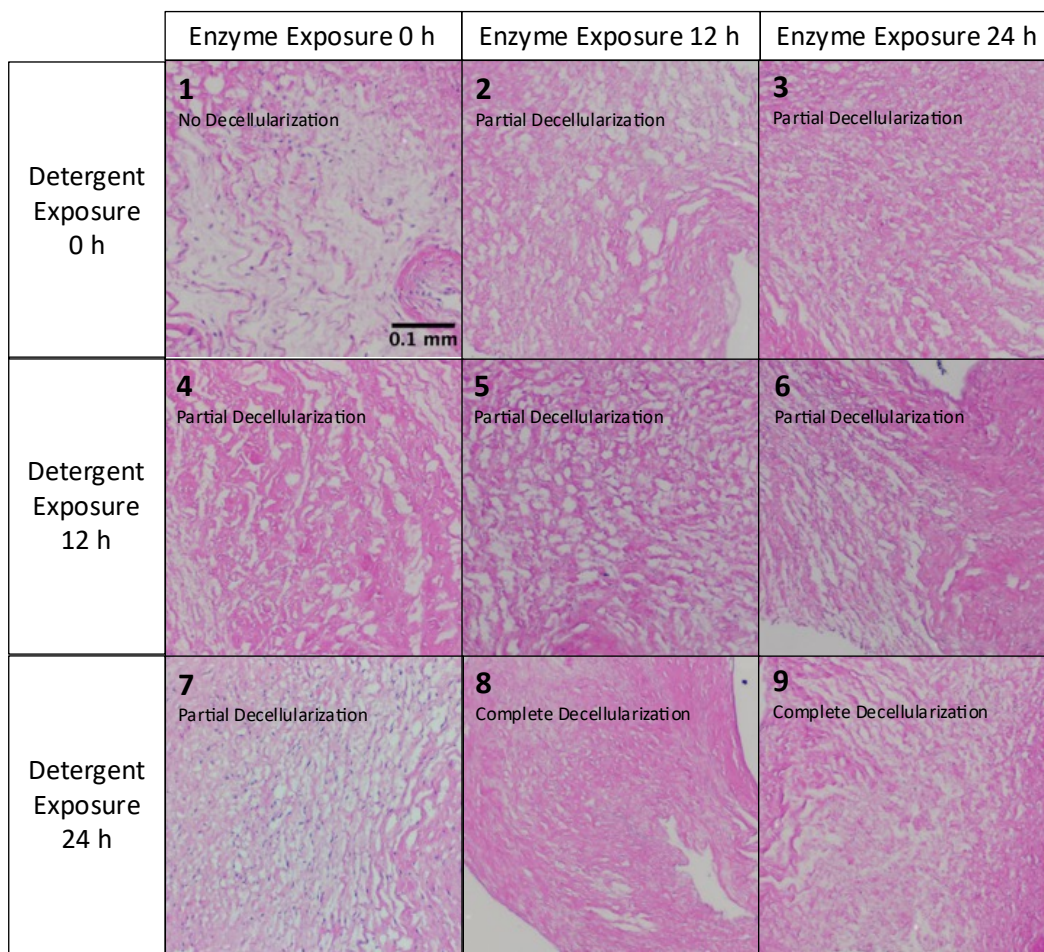 Enzyme Exposure 0 h
Enzyme Exposure 12 h
Enzyme Exposure 24 h
Detergent
Exposure
0 h
1
No Decellularization
0.1 mm
2
Partial Decellularization
3
Partial Decellularization
Detergent
Exposure
12 h
4
Partial Decellularization
5
Partial Decellularization
6
Partial Decellularization
Detergent
Exposure
24 h
7
Partial Decellularization
8
Complete Decellularization
9
Complete Decellularization